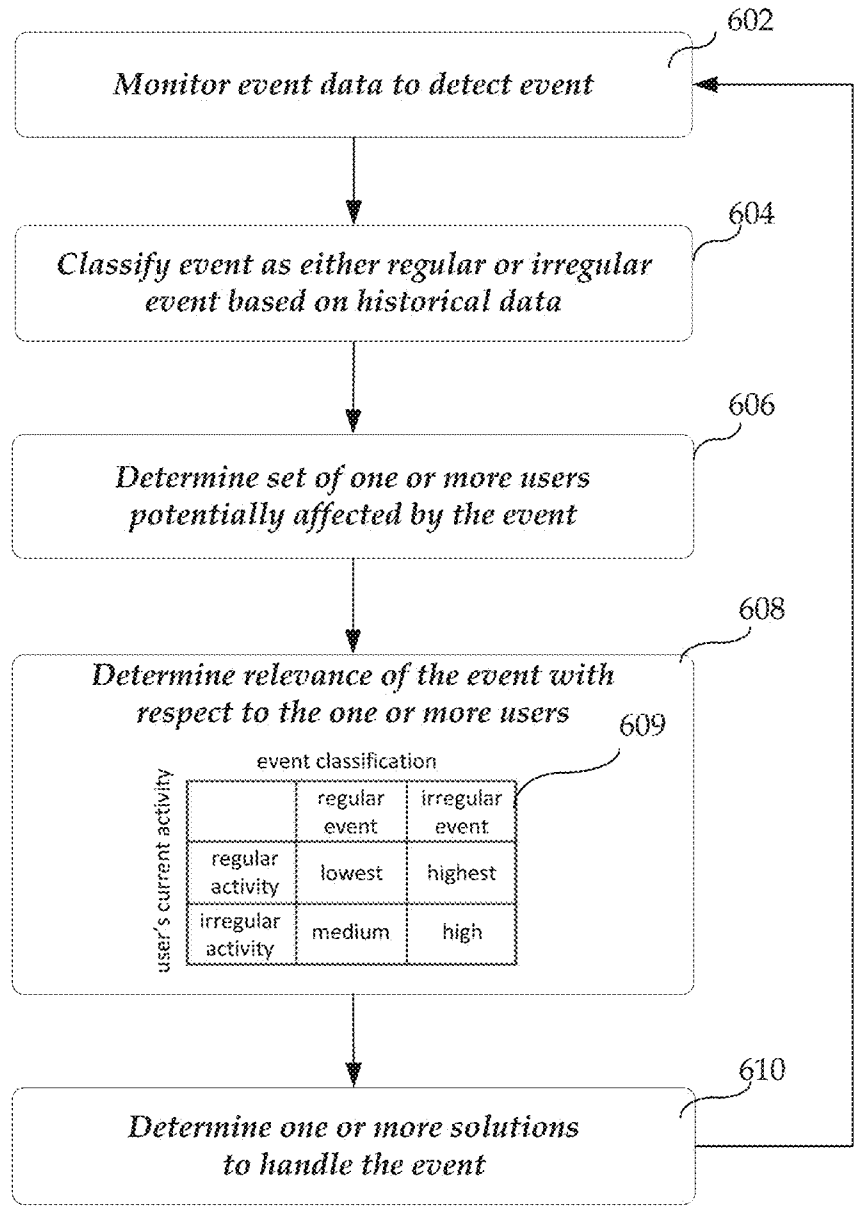 602
Monitor event data to detect event
604
Classify event as either regular or irregular
event based on historical data
606
Determine set of one or more users
potentially affected by the event
608
Determine relevance of the event with
respect to the one or more users
609
event classification
user's current activity
regular
event
irregular
event
regular
activity
lowest
highest
irregular
activity
medium
high
610
Determine one or more solutions
to handle the event